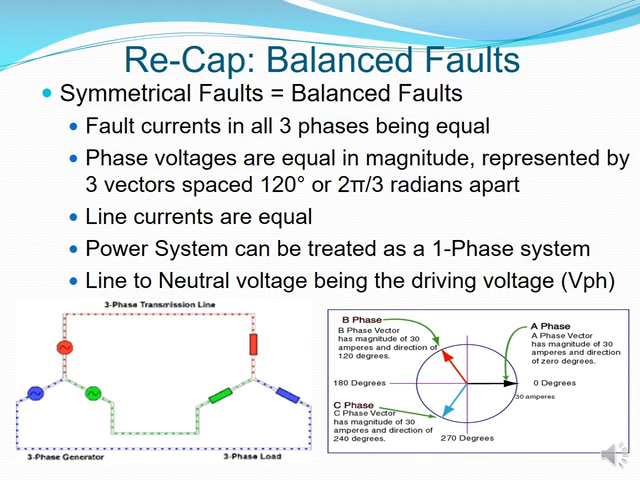 Re-Cap: Balanced Faults
Symmetrical Faults = Balanced Faults
Fault currents in all 3 phases being equal
Phase voltages are equal in magnitude, represented by
3 vectors spaced 120° or 2π/3 radians apart
Line currents are equal
Power System can be treated as a 1-Phase system
Line to Neutral voltage being the driving voltage (Vph)
3-Phase Transmission Line
3-Phase Generator
3-Phase Load
B Phase
B Phase Vector
has magnitude of 30
amperes and direction of
120 degrees.
A Phase
A Phase Vector
has magnitude of 30
amperes and direction
of zero degrees.
180 Degrees
0 Degrees
30 amperes
C Phase
C Phase Vector
has magnitude of 30
amperes and direction of
240 degrees.
270 Degrees